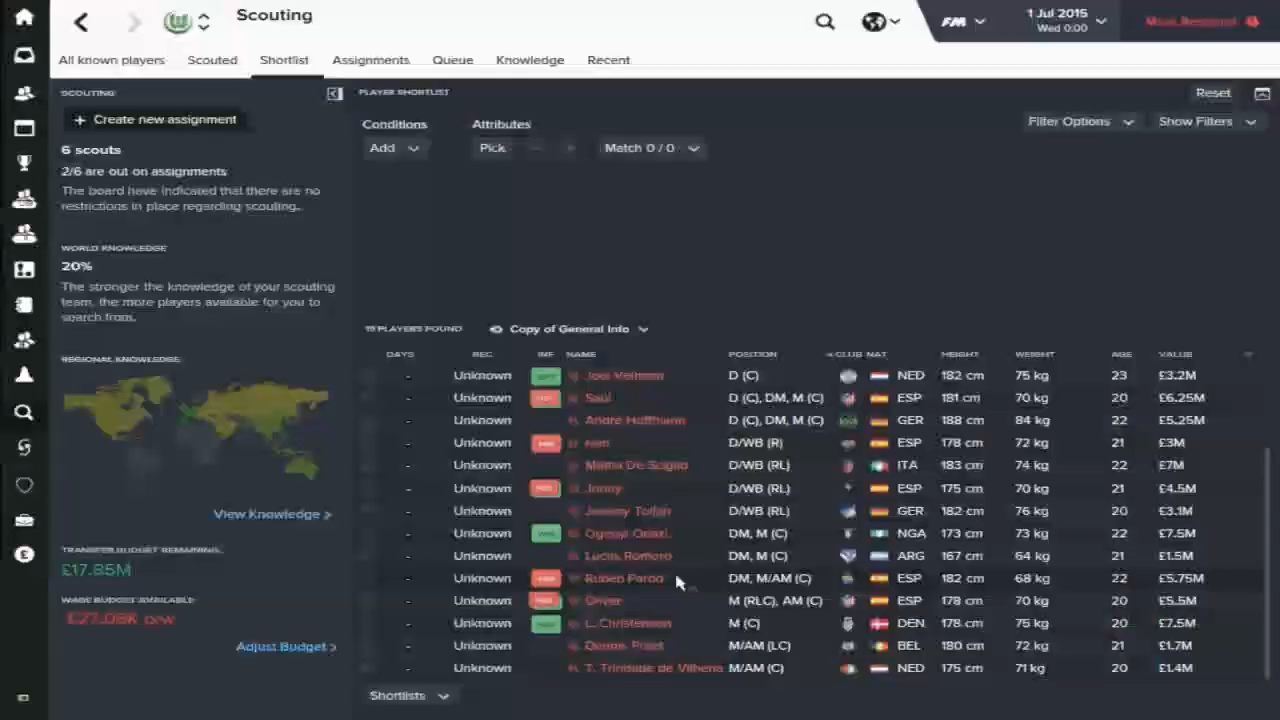 Scouting
FM
1 Jul 2015
Wed 0:00
All known players Scouted Shortlist Assignments Queue Knowledge Recent
SCOUTING
PLAYER SHORTLIST
Reset
Create new assignment
Conditions Attributes
Filter Options Show Filters
Add Pick Match 0 / 0
6 scouts
2/6 are out on assignments
The board have indicated that there are no
restrictions in place regarding scouting.
WORLD KNOWLEDGE
20%
The stronger the knowledge of your scouting
team, the more players available for you to
search from.
PLAYERS FOUND Copy of General Info
REGIONAL KNOWLEDGE
DAYS REC INF NAME POSITION CLUB NAT HEIGHT WEIGHT AGE VALUE
- Unknown Joel Veltman D (C) NED 182 cm 75 kg 23 £3.2M
- Unknown Saúl D (C), DM, M (C) ESP 181 cm 70 kg 20 £6.25M
- Unknown Andre Hoffmann D (C), DM, M (C) GER 188 cm 84 kg 22 £5.25M
- Unknown D/WB (R) ESP 178 cm 72 kg 21 £3M
- Unknown Mattia De Sciglio D/WB (RL) ITA 183 cm 74 kg 22 £7M
- Unknown Jonny D/WB (RL) ESP 175 cm 70 kg 21 £4.5M
- Unknown Jeremy Toljan D/WB (RL) GER 182 cm 76 kg 20 £3.1M
- Unknown Ogenyi Onazi DM, M (C) NGA 173 cm 73 kg 22 £7.5M
- Unknown Lucas Romero DM, M (C) ARG 167 cm 64 kg 21 £1.5M
- Unknown Rubén Pardo DM, M/AM (C) ESP 182 cm 68 kg 22 £5.75M
- Unknown Óliver M (RLC), AM (C) ESP 178 cm 70 kg 20 £5.5M
- Unknown L. Christensen M (C) DEN 178 cm 75 kg 20 £7.5M
- Unknown Dennis Praet M/AM (LC) BEL 180 cm 72 kg 21 £1.7M
- Unknown T. Trinidade de Vilhena M/AM (C) NED 175 cm 71 kg 20 £1.4M
View Knowledge >
TRANSFER BUDGET REMAINING
£17.85M
WAGE BUDGET AVAILABLE
£27.08K p/w
Adjust Budget >
Shortlists